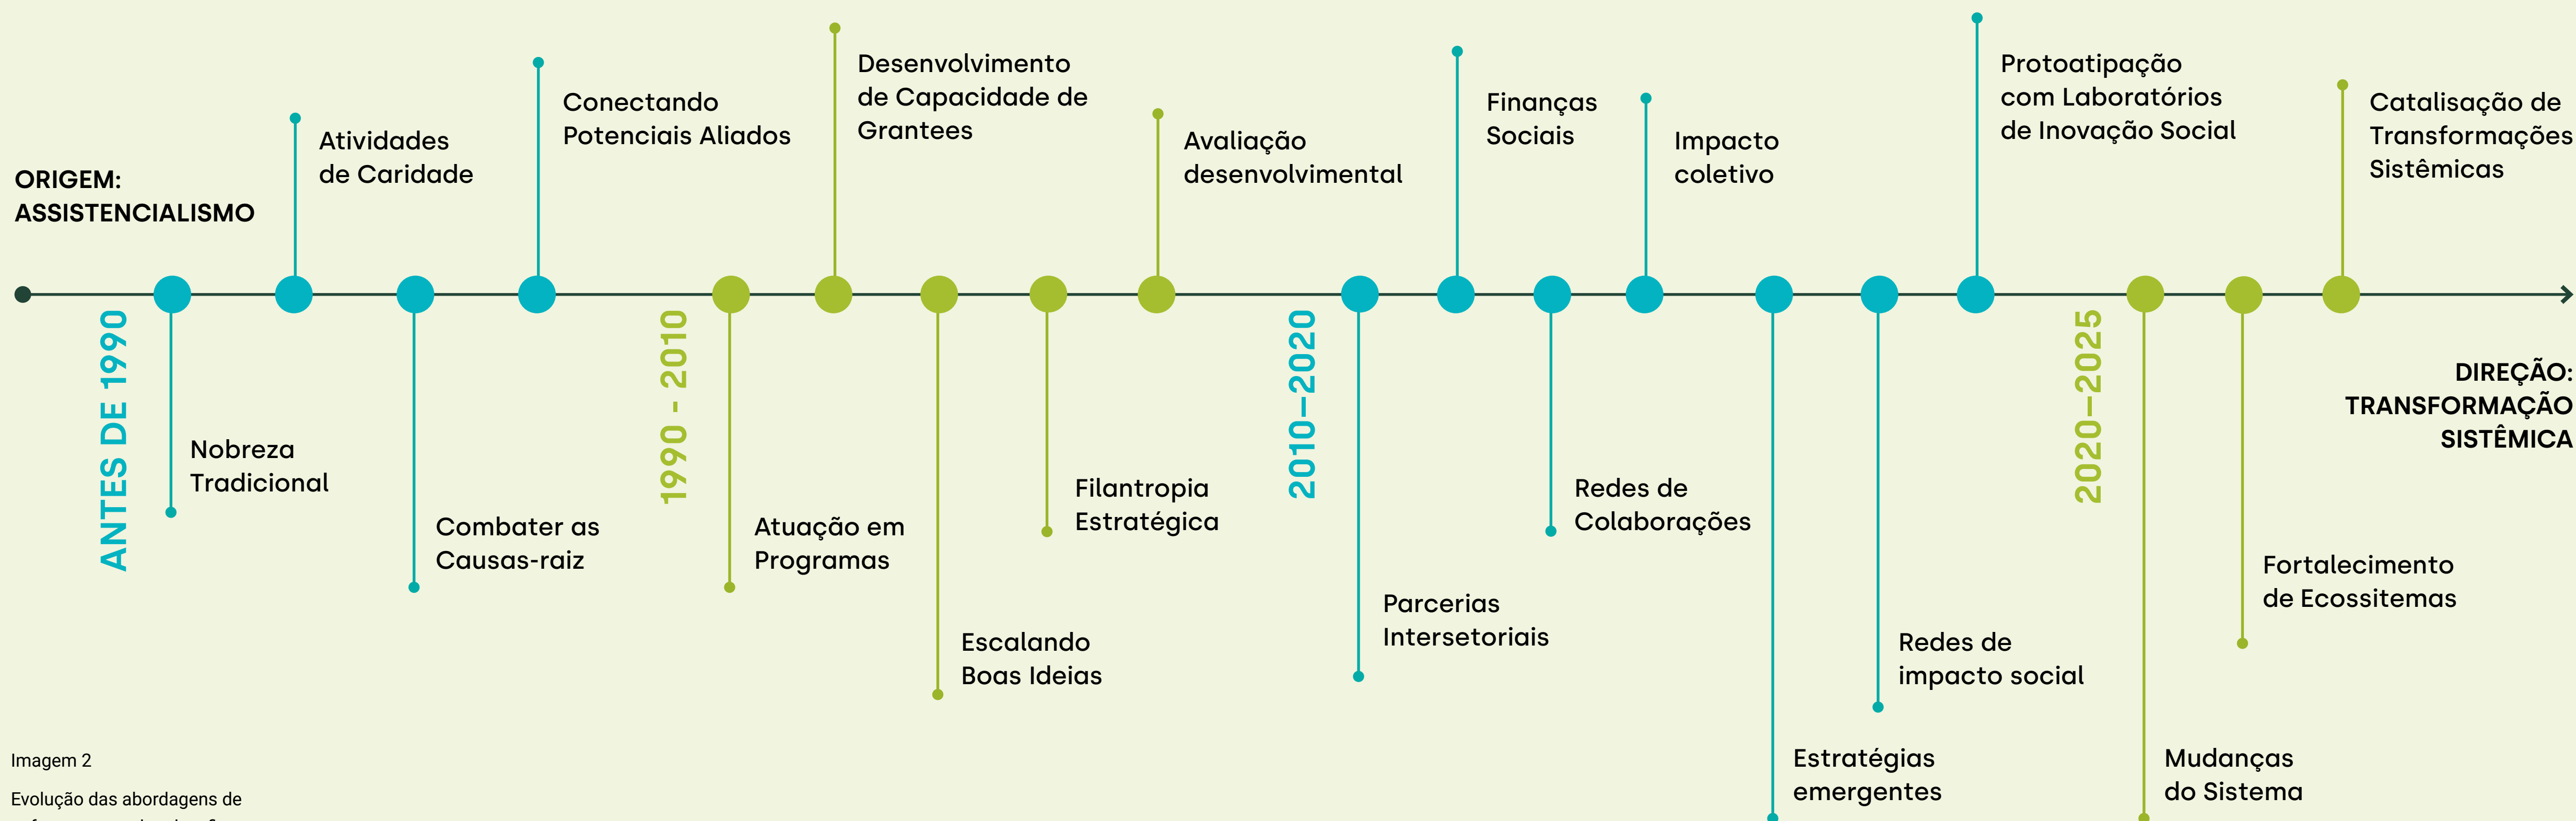 ORIGEM:
ASSISTENCIALISMO
Atividades
de Caridade
Conectando
Potenciais Aliados
Desenvolvimento
de Capacidade de
Grantees
Avaliação
desenvolvimental
Finanças
Sociais
Impacto
coletivo
Protoatipação
com Laboratórios
de Inovação Social
Catalisação de
Transformações
Sistêmicas
ANTES DE 1990
Nobreza
Tradicional
Combater as
Causas-raiz
1990 - 2010
Atuação em
Programas
Escalando
Boas Ideias
Filantropia
Estratégica
2010—2020
Parcerias
Intersetoriais
Redes de
Colaborações
Estratégias
emergentes
Redes de
impacto social
2020—2025
Mudanças
do Sistema
Fortalecimento
de Ecossitemas
DIREÇÃO:
TRANSFORMAÇÃO
SISTÊMICA
Imagem 2
Evolução das abordagens de